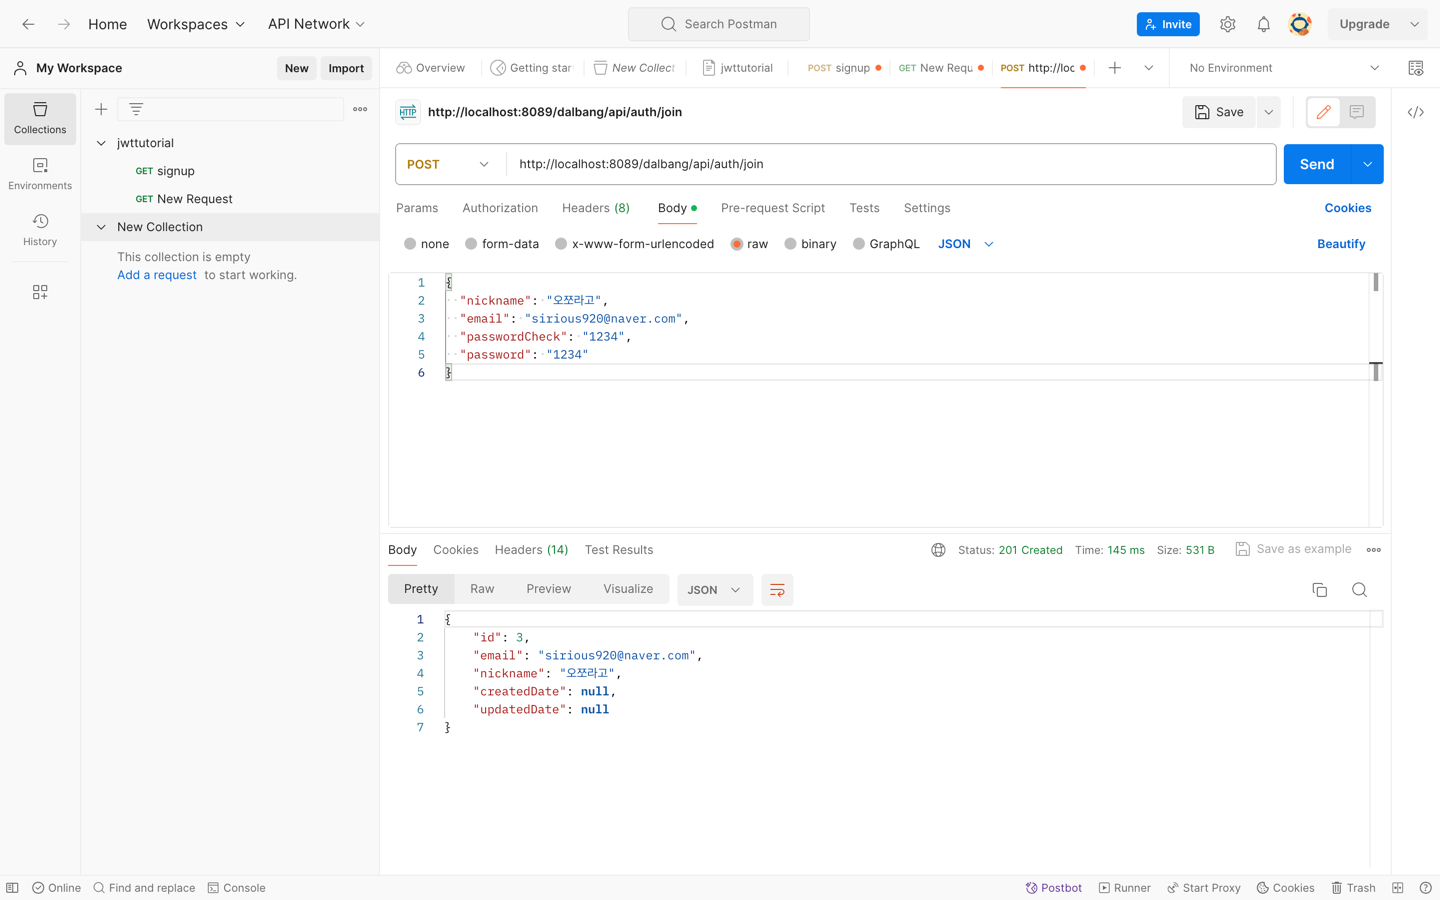 Home
Workspaces
API Network
Search Postman
Invite
Upgrade
My Workspace
New
Import
Overview
Getting star
New Collect
jwttutorial
POST signup
GET New Requ
POST http://loc
No Environment
Collections
Environments
History
jwttutorial
GET signup
GET New Request
New Collection
This collection is empty
Add a request to start working.
HTTP http://localhost:8089/dalbang/api/auth/join
Save
POST
http://localhost:8089/dalbang/api/auth/join
Send
Params
Authorization
Headers (8)
Body
Pre-request Script
Tests
Settings
Cookies
none
form-data
x-www-form-urlencoded
raw
binary
GraphQL
JSON
Beautify
1 {
2 "nickname": "오쪼라고",
3 "email": "sirious920@naver.com",
4 "passwordCheck": "1234",
5 "password": "1234"
6 }
Body
Cookies
Headers (14)
Test Results
Status: 201 Created
Time: 145 ms
Size: 531 B
Save as example
Pretty
Raw
Preview
Visualize
JSON
1 {
2 "id": 3,
3 "email": "sirious920@naver.com",
4 "nickname": "오쪼라고",
5 "createdDate": null,
6 "updatedDate": null
7 }
Online
Find and replace
Console
Postbot
Runner
Start Proxy
Cookies
Trash